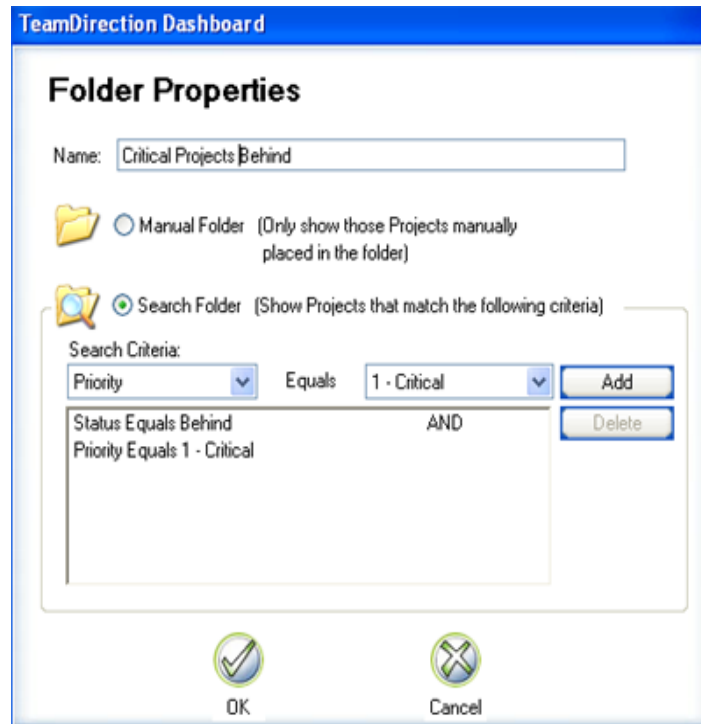 TeamDirection Dashboard
Folder Properties
Name: Critical Projects Behind
Manual Folder (Only show those Projects manually
placed in the folder)
Search Folder (Show Projects that match the following criteria)
Search Criteria:
Priority Equals 1 - Critical Add
Status Equals Behind AND Delete
Priority Equals 1 - Critical
OK Cancel